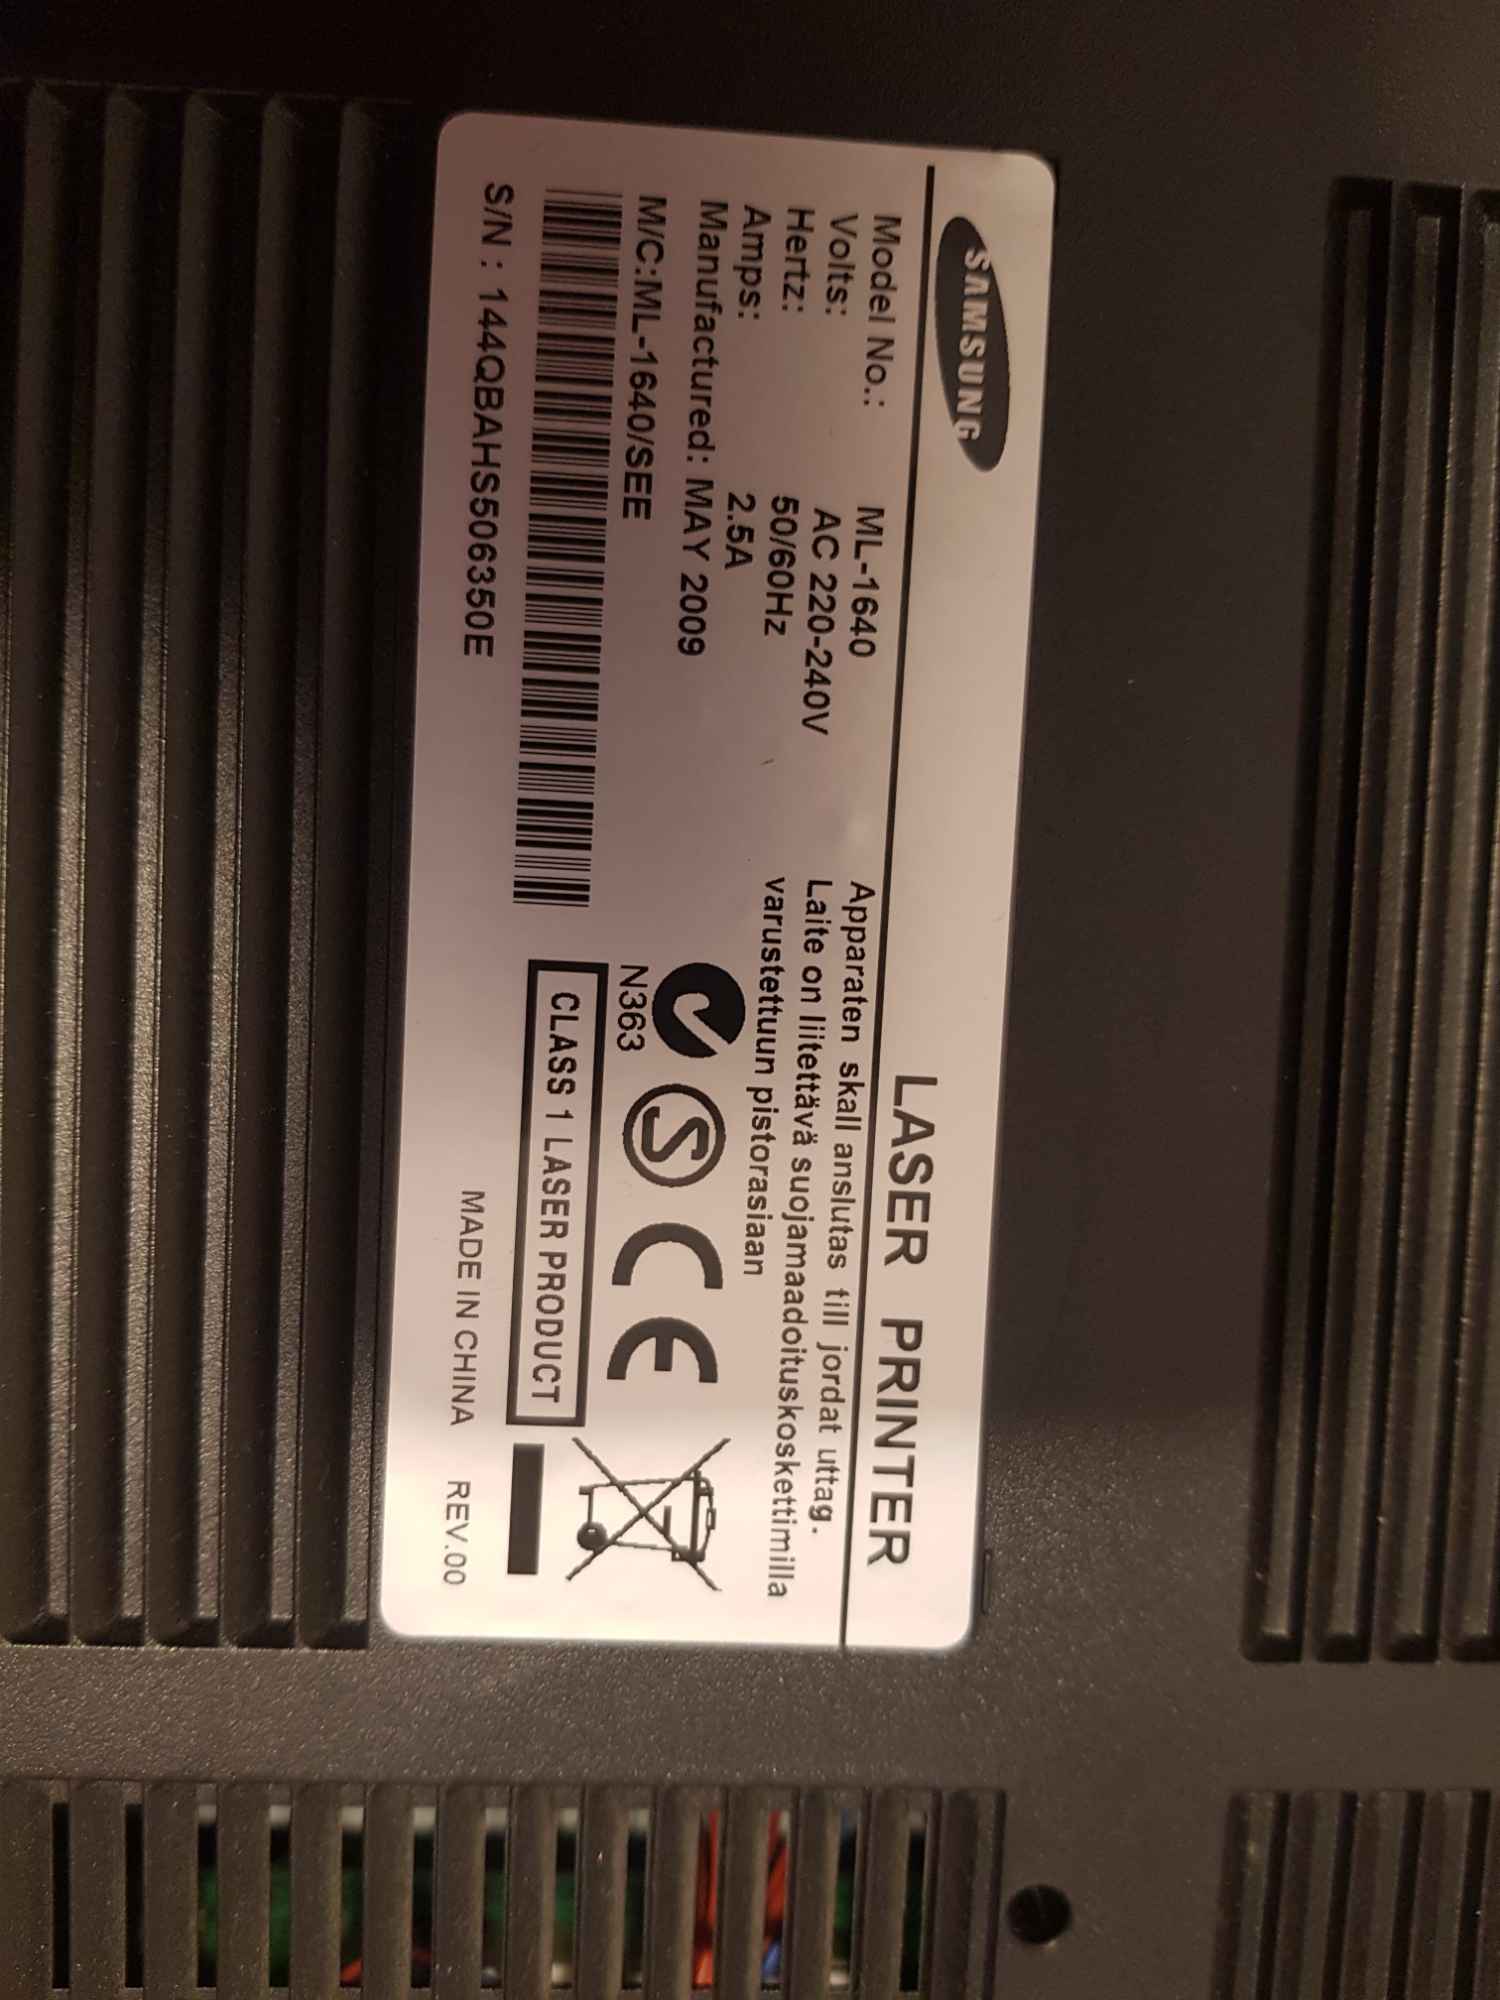 SAMSUNG
LASER PRINTER
Model No.: ML-1640
Volts: AC 220-240V
Hertz: 50/60Hz
Amps: 2.5A
Manufactured: MAY 2009
M/C:ML-1640/SEE
S/N : 144QBAHS506350E
Apparaten skall anslutas till jordat uttag.
Laite on liitettävä suojamaadoituskoskettimilla
varustettuun pistorasiaan
N363
S CE
CLASS 1 LASER PRODUCT
MADE IN CHINA REV.00